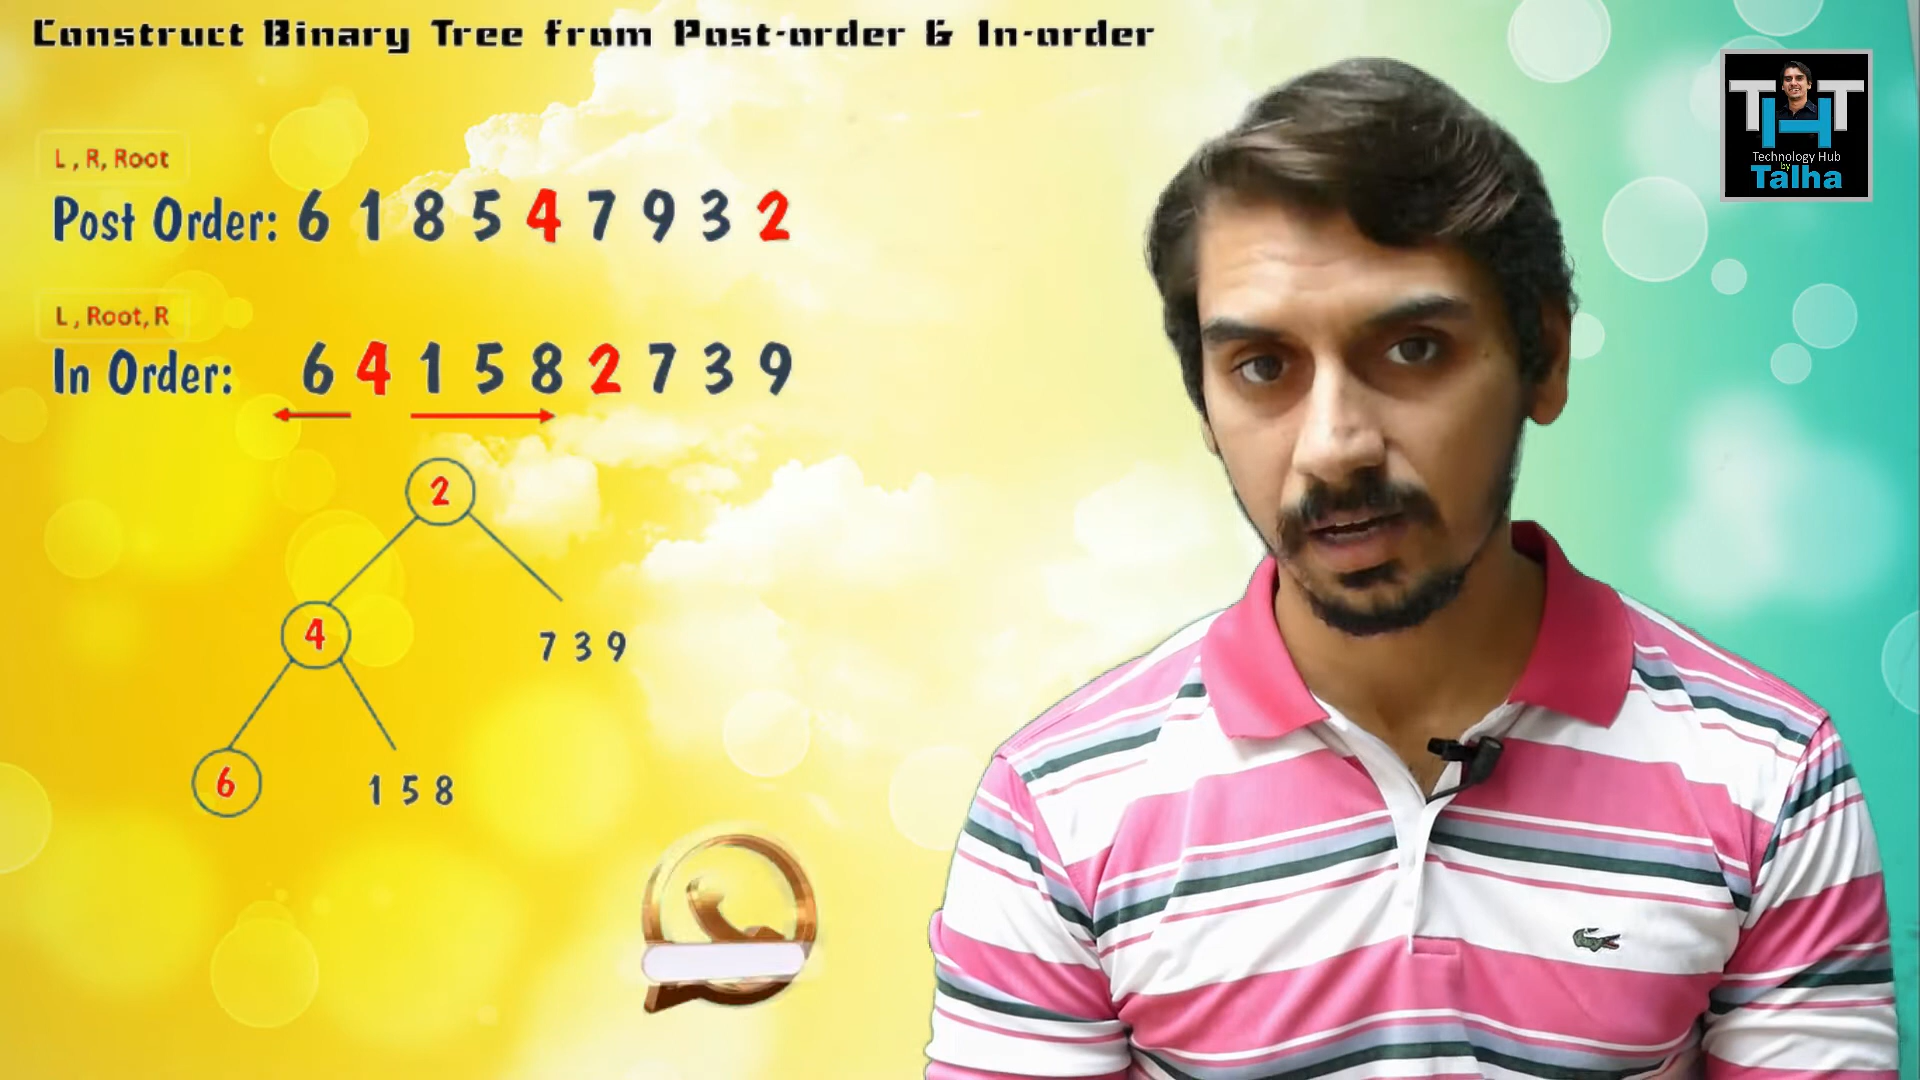 Construct Binary Tree from Post-order & In-order
L , R, Root
Post Order: 6 1 8 5 4 7 9 3 2
L , Root, R
In Order: 6 4 1 5 8 2 7 3 9
2
4
7 3 9
6
1 5 8
THT
Technology Hub
by
Talha